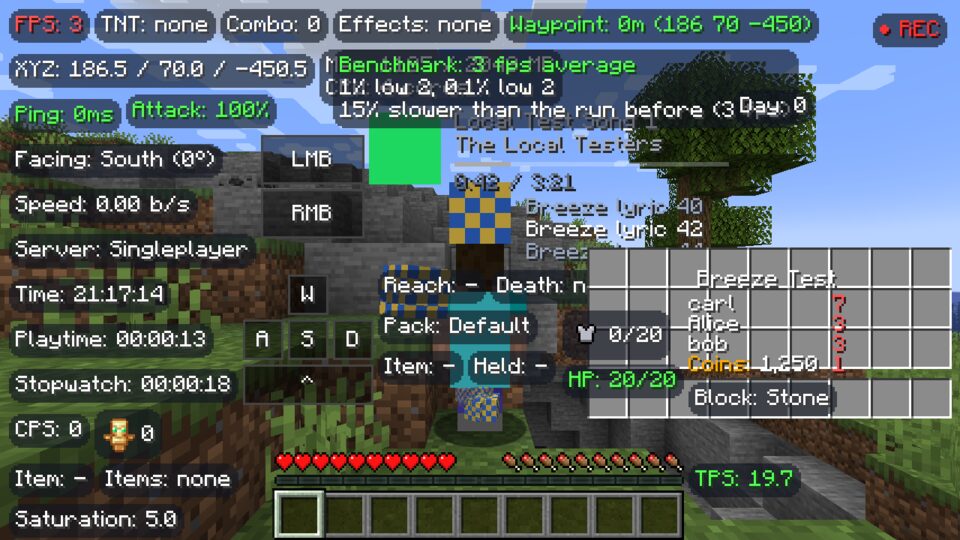 FPS: 3
TNT: none
Combo: 0
Effects: none
Waypoint: 0m (186 70 -450)
REC
XYZ: 186.5 / 70.0 / -450.5
Benchmark: 3 fps average
1% low 2, 0.1% low 2
15% slower than the run before (3
Day: 0
Ping: 0ms
Attack: 100%
Local Test Song 1
The Local Testers
Facing: South (0°)
LMB
0:42 / 3:21
Speed: 0.00 b/s
RMB
Breeze lyric 40
Breeze lyric 42
Breez
Server: Singleplayer
Time: 21:17:14
W
Reach: -
Death: n
Breeze Test
carl 7
Alice 3
bob 3
Coins: 1,250 1
Pack: Default
0/20
Playtime: 00:00:13
A
S
D
Item: -
Held: -
HP: 20/20
Stopwatch: 00:00:18
^
Block: Stone
CPS: 0
0
Item: -
Items: none
TPS: 19.7
Saturation: 5.0